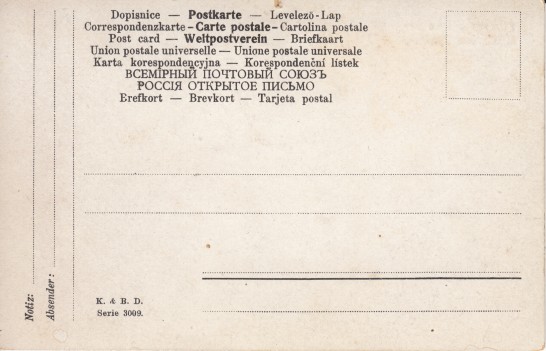 Dopisnice — Postkarte — Levelező-Lap
Correspondenzkarte – Carte postale – Cartolina postale
Post card — Weltpostverein — Briefkaart
Union postale universelle — Unione postale universale
Karta korespondencyjna — Korespondenční lístek
ВСЕМІРНЫЙ ПОЧТОВЫЙ СОЮЗЪ
РОССІЯ ОТКРЫТОЕ ПИСЬМО
Brefkort — Brevkort — Tarjeta postal
Notiz:
Absender:
K. & B. D.
Serie 3009.